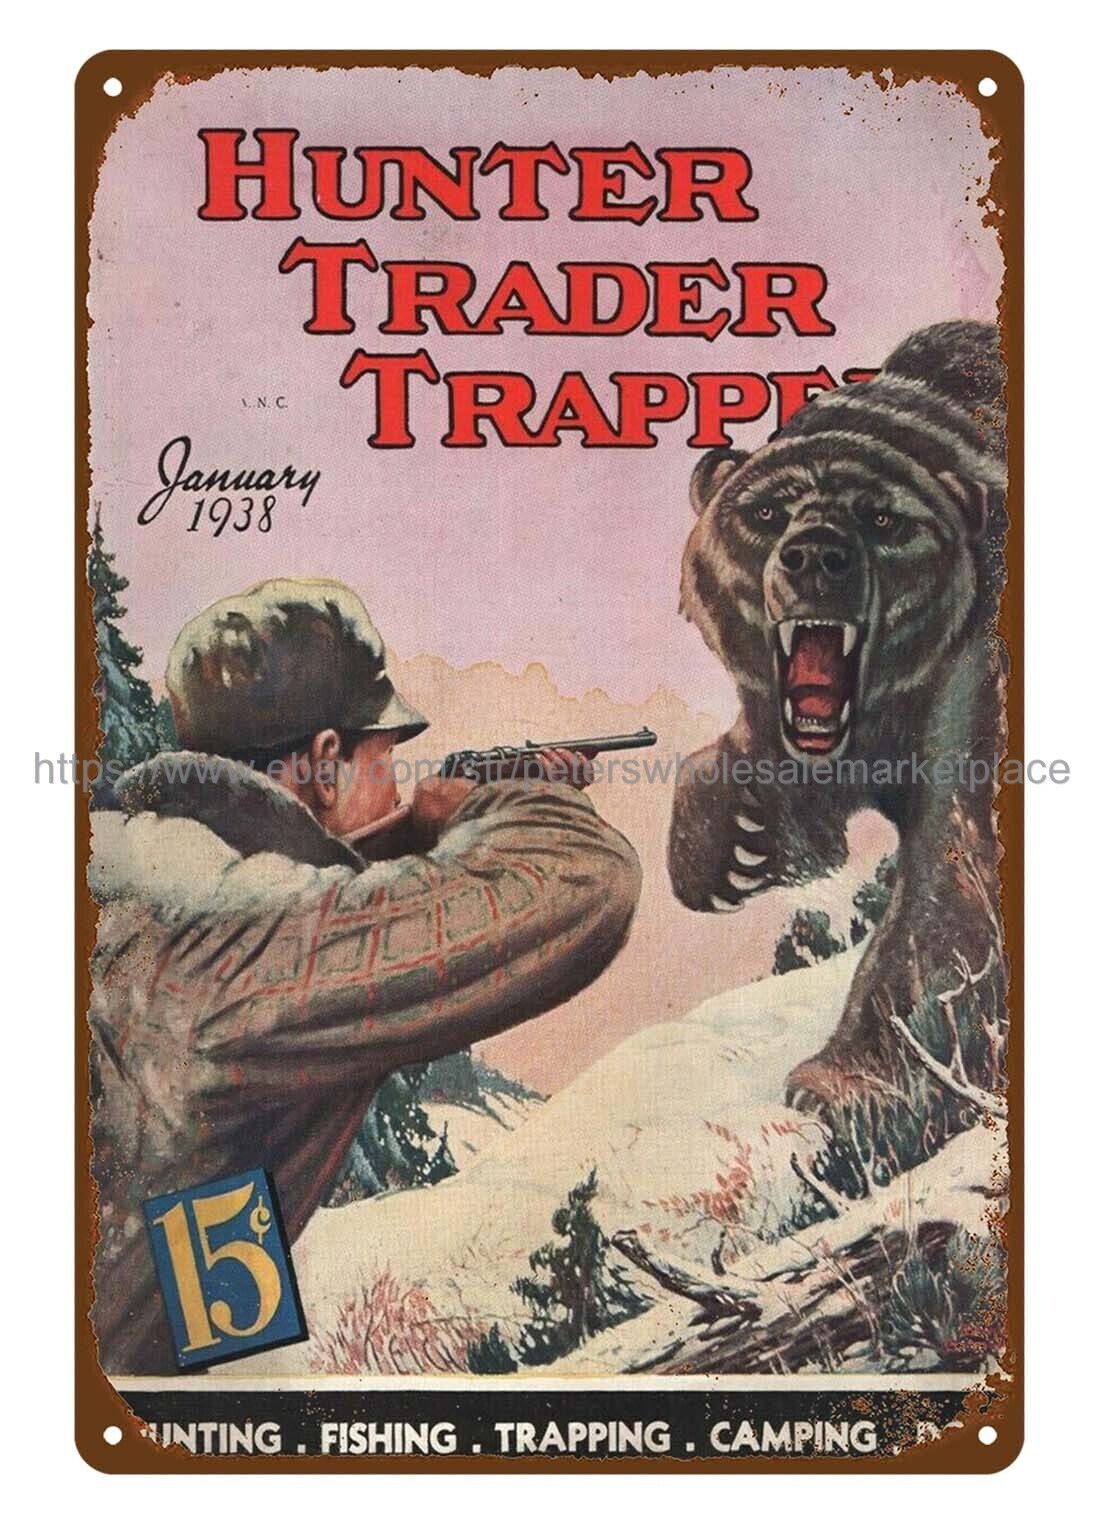 HUNTER
TRADER
TRAPPE
. N. C.
January
1938
https://www.ebay.com/str/peterswholesalemarketplace
15¢
UNTING . FISHING . TRAPPING . CAMPING .